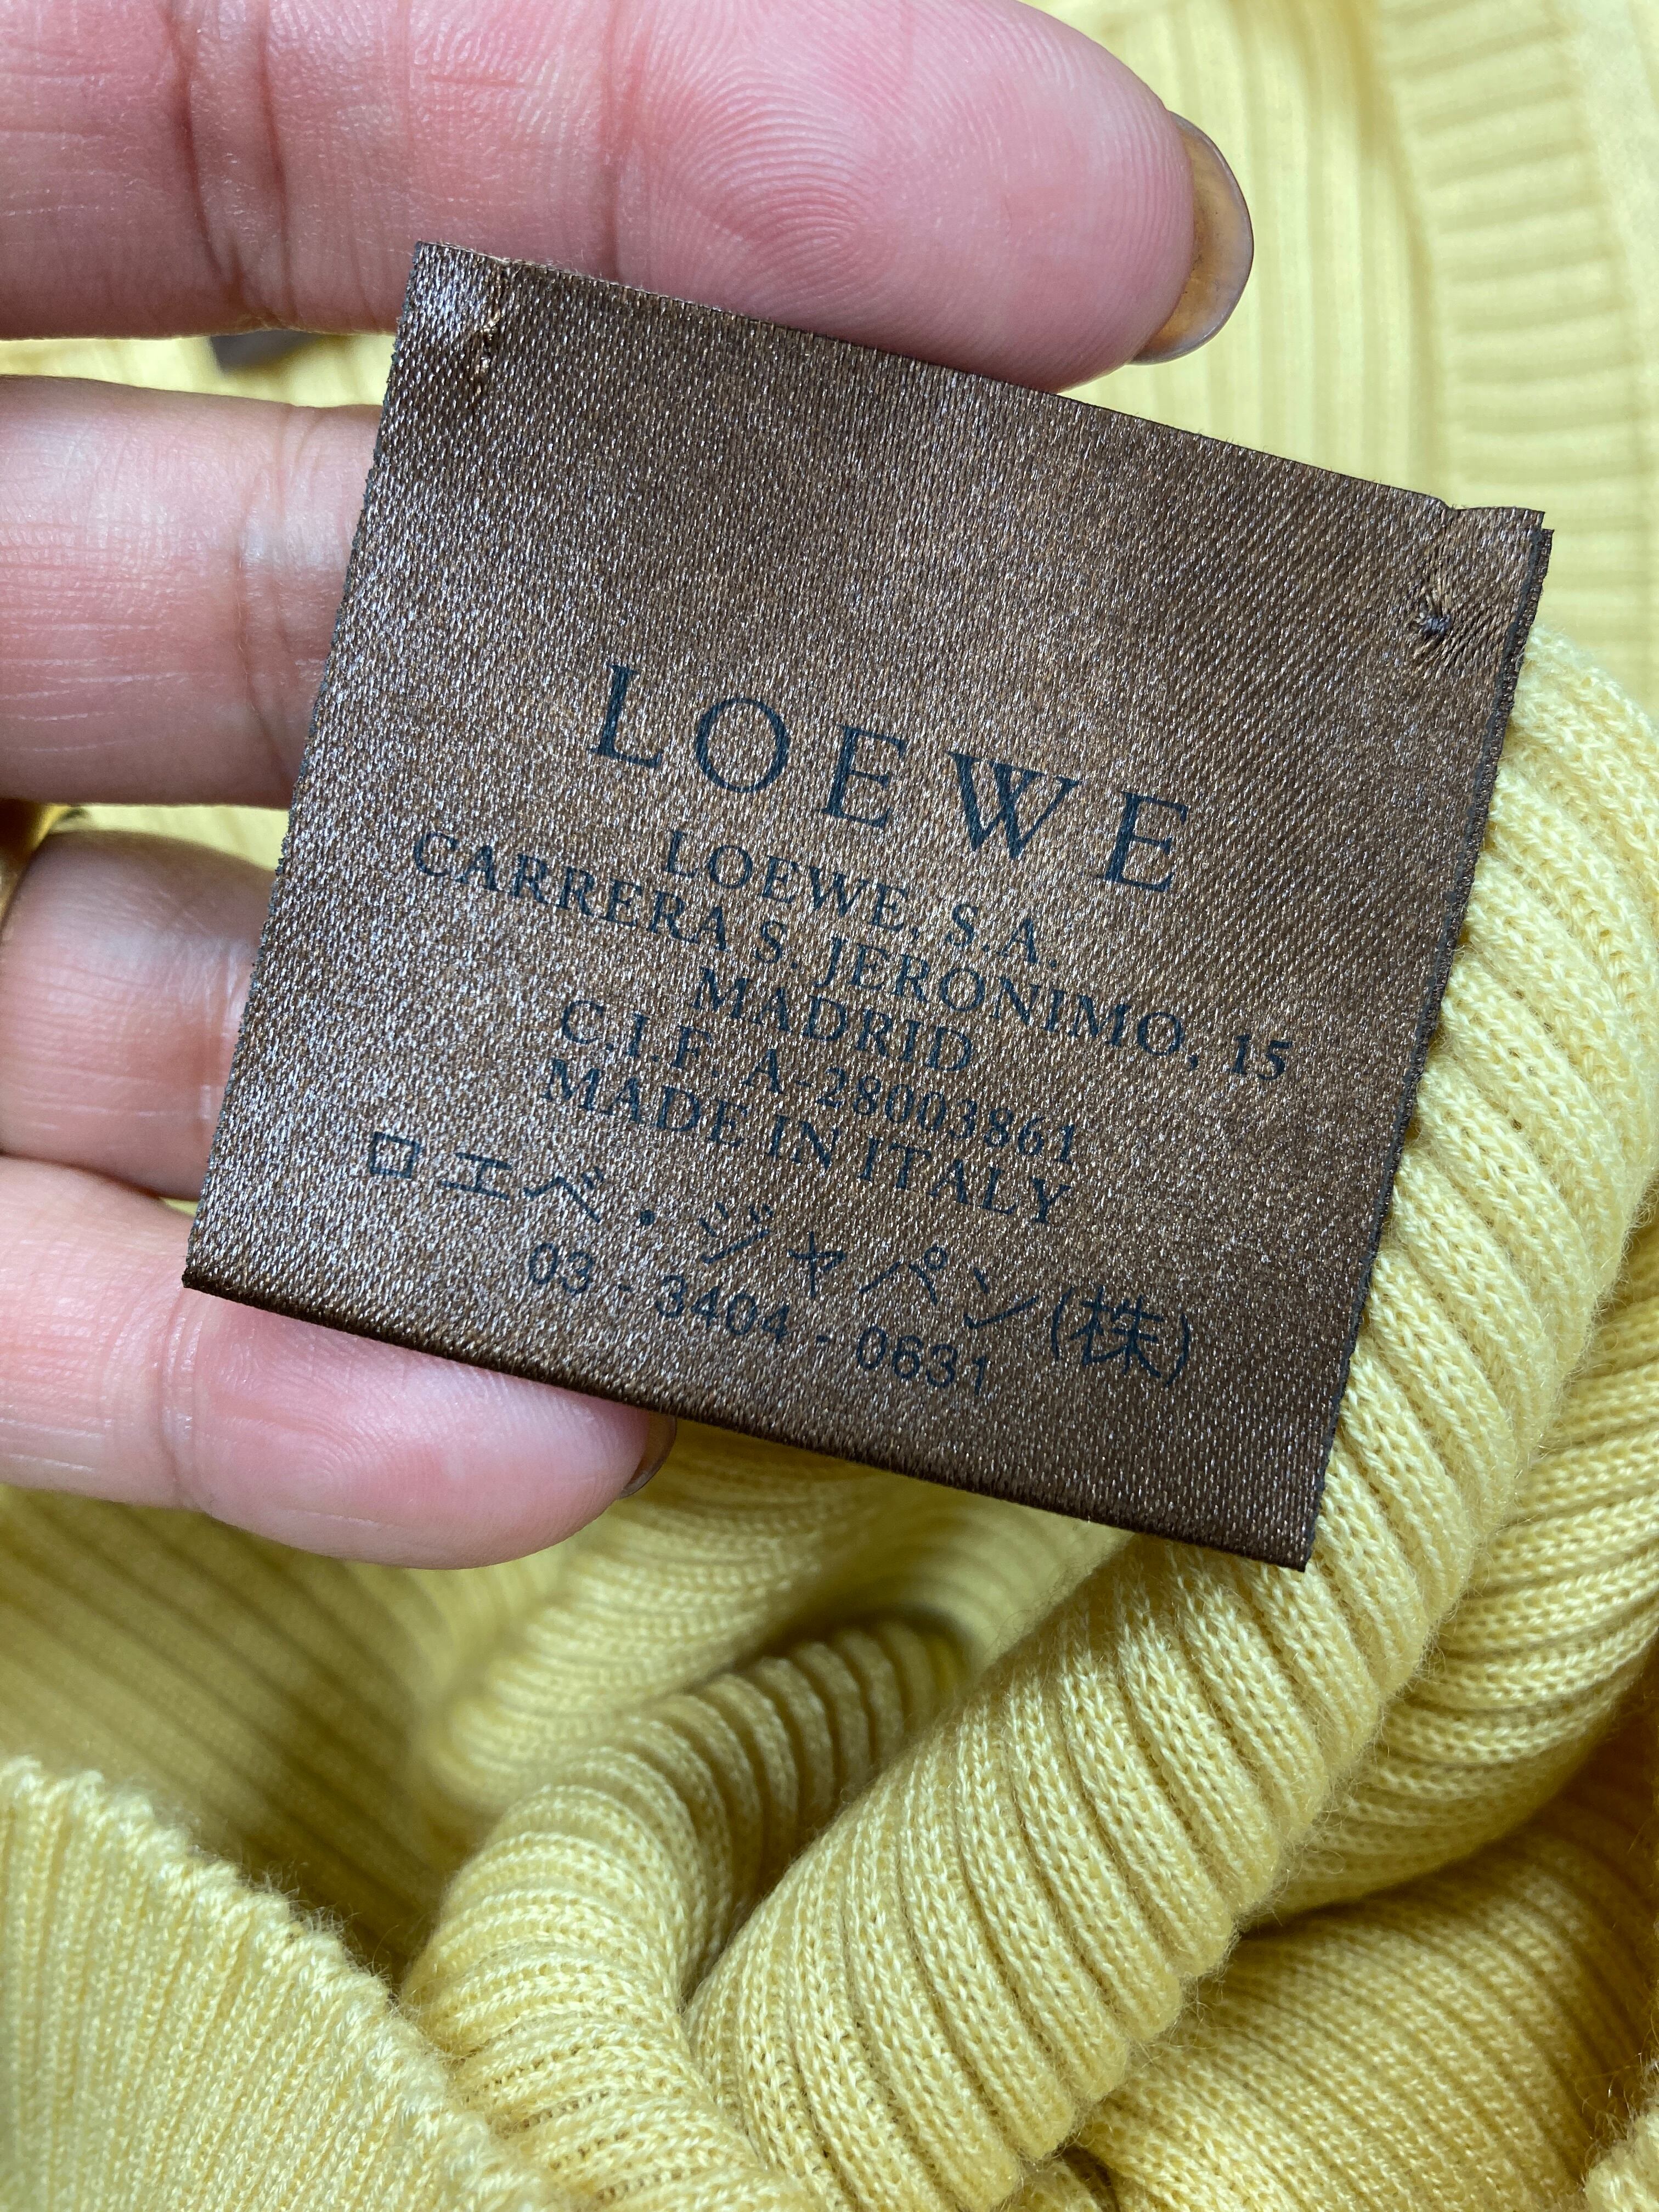 LOEWE
LOEWE, S.A.
CARRERA S. JERONIMO, 15
MADRID
C.I.F. A-28003861
MADE IN ITALY
ロエベ・ジャパン(株)
03-3404-0631